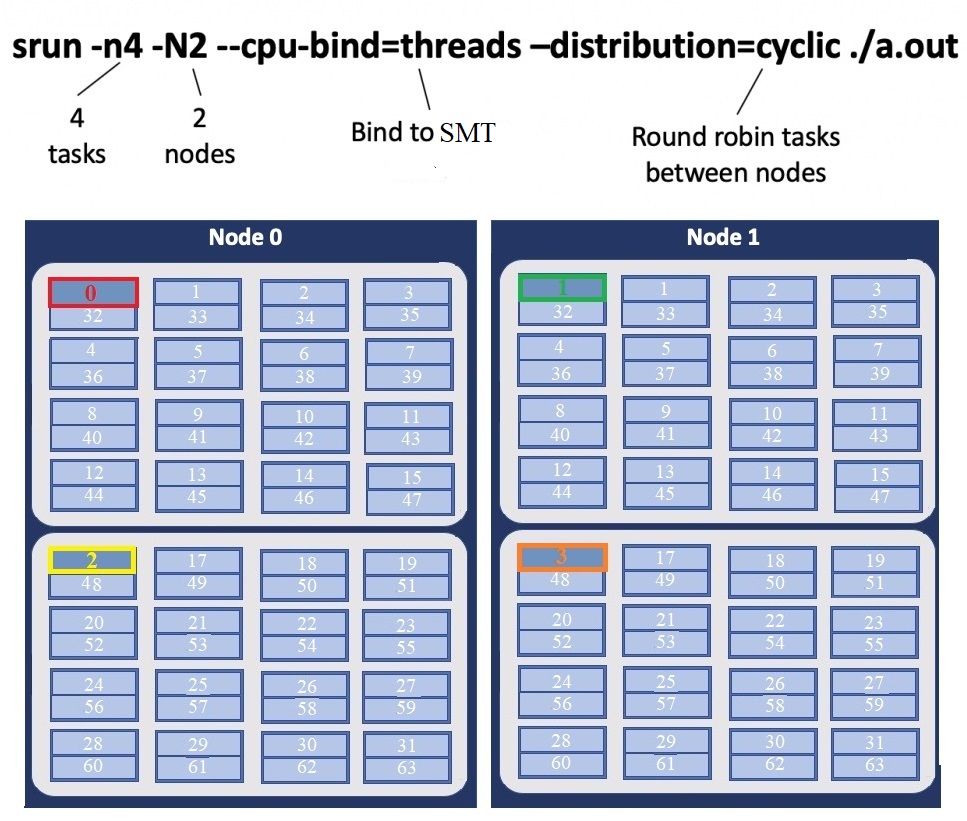 srun -n4 -N2 --cpu-bind=threads –distribution=cyclic ./a.out
4 tasks
2 nodes
Bind to SMT
Round robin tasks
between nodes
Node 0
0 1 2 3
32 33 34 35
4 5 6 7
36 37 38 39
8 9 10 11
40 41 42 43
12 13 14 15
44 45 46 47
2 17 18 19
48 49 50 51
20 21 22 23
52 53 54 55
24 25 26 27
56 57 58 59
28 29 30 31
60 61 62 63
Node 1
1 1 2 3
32 33 34 35
4 5 6 7
36 37 38 39
8 9 10 11
40 41 42 43
12 13 14 15
44 45 46 47
3 17 18 19
48 49 50 51
20 21 22 23
52 53 54 55
24 25 26 27
56 57 58 59
28 29 30 31
60 61 62 63